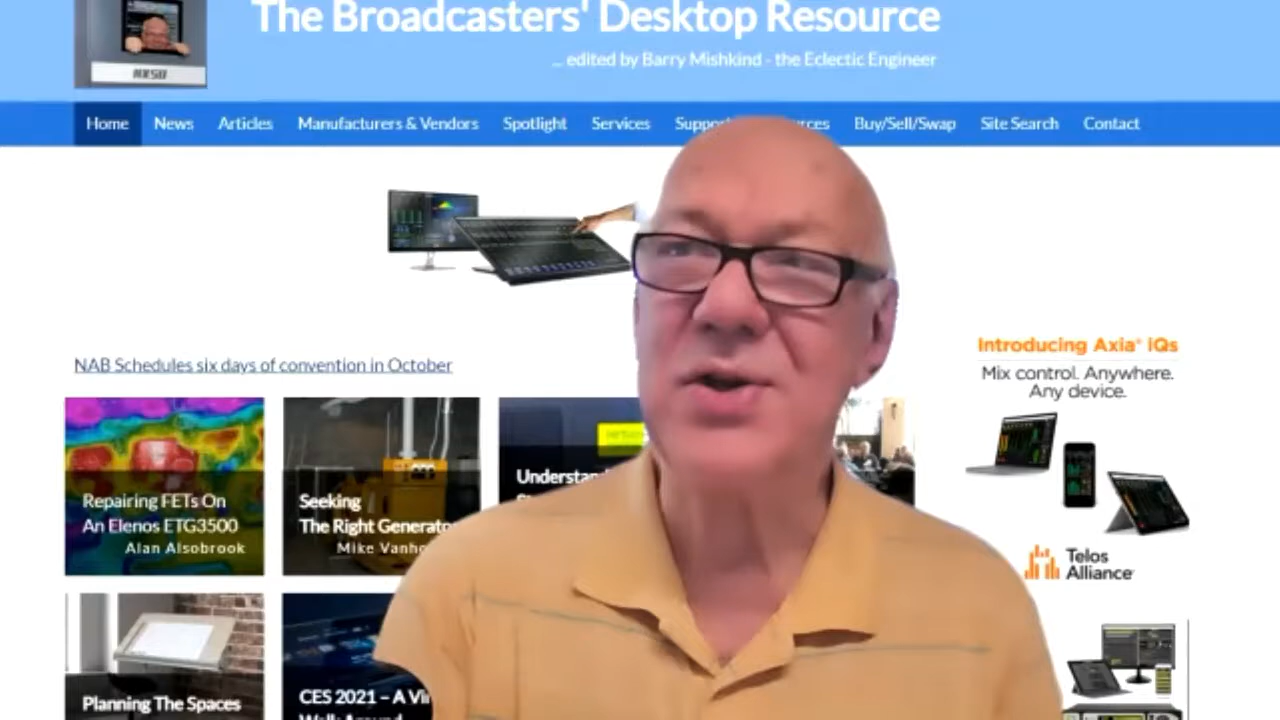 The Broadcasters' Desktop Resource
... edited by Barry Mishkind - the Eclectic Engineer
Home News Articles Manufacturers & Vendors Spotlight Services Buy/Sell/Swap Site Search Contact
Introducing Axia® iQs
Mix control. Anywhere.
Any device.
NAB Schedules six days of convention in October
Repairing FETs On
An Elenos ETG3500
Alan Alsobrook
Seeking
The Right
Mike
Telos
Alliance
Planning The Spaces
CES 2021 – A